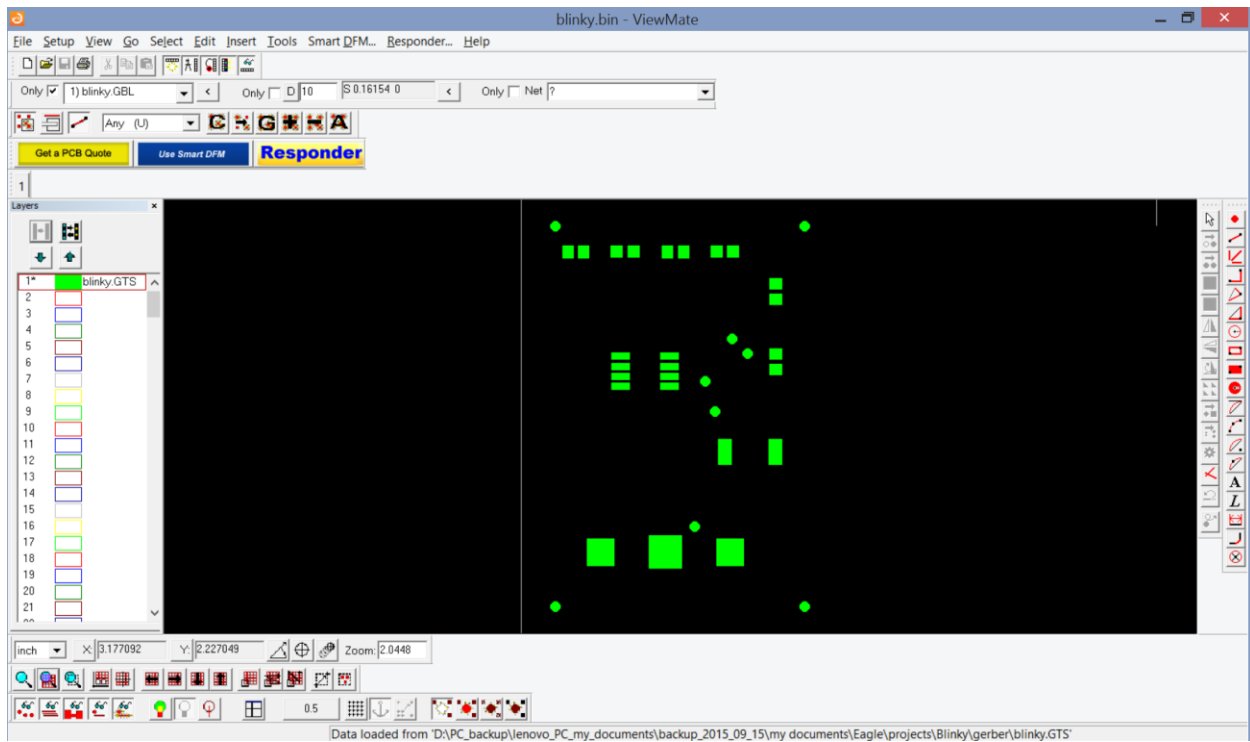 blinky.bin - ViewMate
File Setup View Go Select Edit Insert Tools Smart DFM... Responder... Help
Only 1) blinky.GBL < Only D 10 S 0.16154 0 < Only Net ?
Any (U) C G H A
Get a PCB Quote Use Smart DFM Responder
1
Layers ×
1* blinky.GTS
2
3
4
5
6
7
8
9
10
11
12
13
14
15
16
17
18
19
20
21
A
L
inch X: 3.177092 Y: 2.227049 Zoom: 2.0448
0.5
Data loaded from 'D:\PC_backup\lenovo_PC_my_documents\backup_2015_09_15\my documents\Eagle\projects\Blinky\gerber\blinky.GTS'